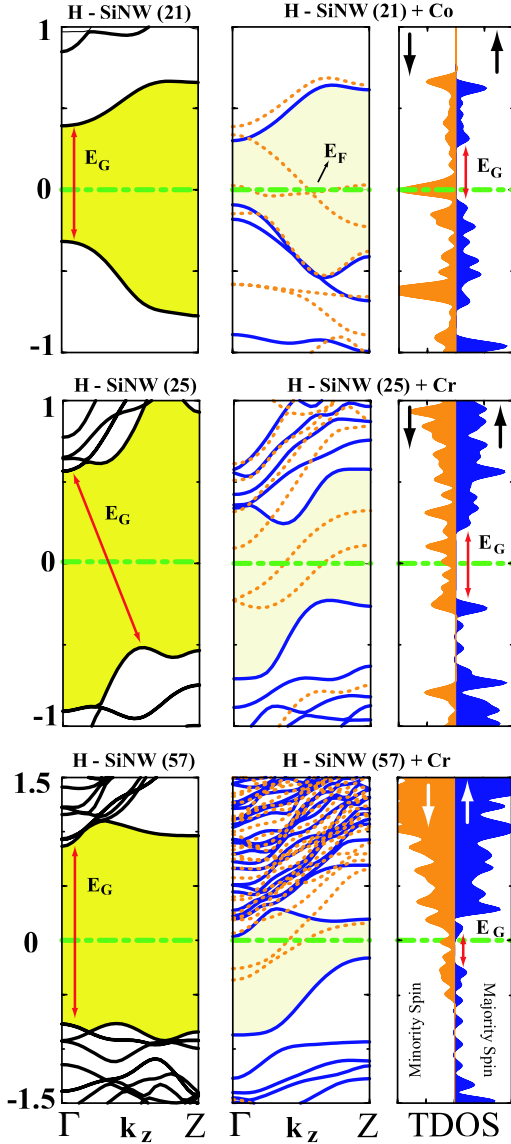 H - SiNW (21) H - SiNW (21) + Co
1
E_G
E_F
E_G
0
-1
H - SiNW (25) H - SiNW (25) + Cr
1
E_G
E_G
0
-1
H - SiNW (57) H - SiNW (57) + Cr
1.5
E_G
E_G
0
Minority Spin
Majority Spin
-1.5
Γ k_z Z Γ k_z Z TDOS